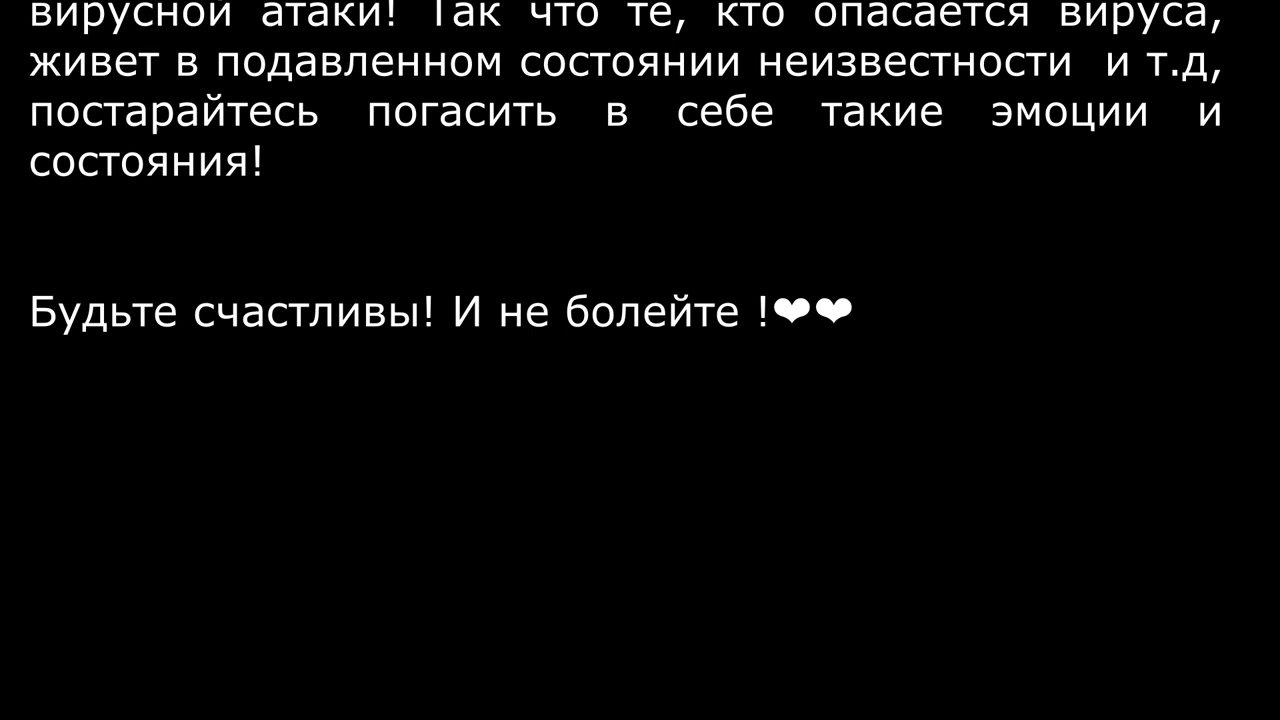 вирусной атаки! Так что те, кто опасается вируса,
живет в подавленном состоянии неизвестности  и т.д,
постарайтесь погасить в себе такие эмоции и
состояния!
Будьте счастливы! И не болейте !❤❤